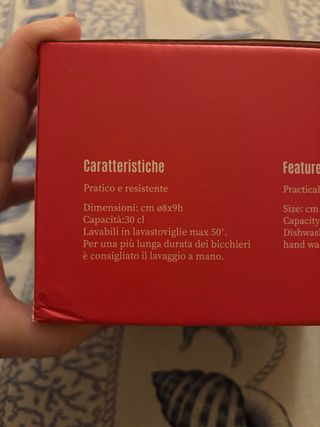 Caratteristiche
Pratico e resistente
Dimensioni: cm ø8x9h
Capacità:30 cl
Lavabili in lavastoviglie max 50°.
Per una più lunga durata dei bicchieri
è consigliato il lavaggio a mano.
Feature
Practical
Size: cm
Capacity
Dishwas
hand wa